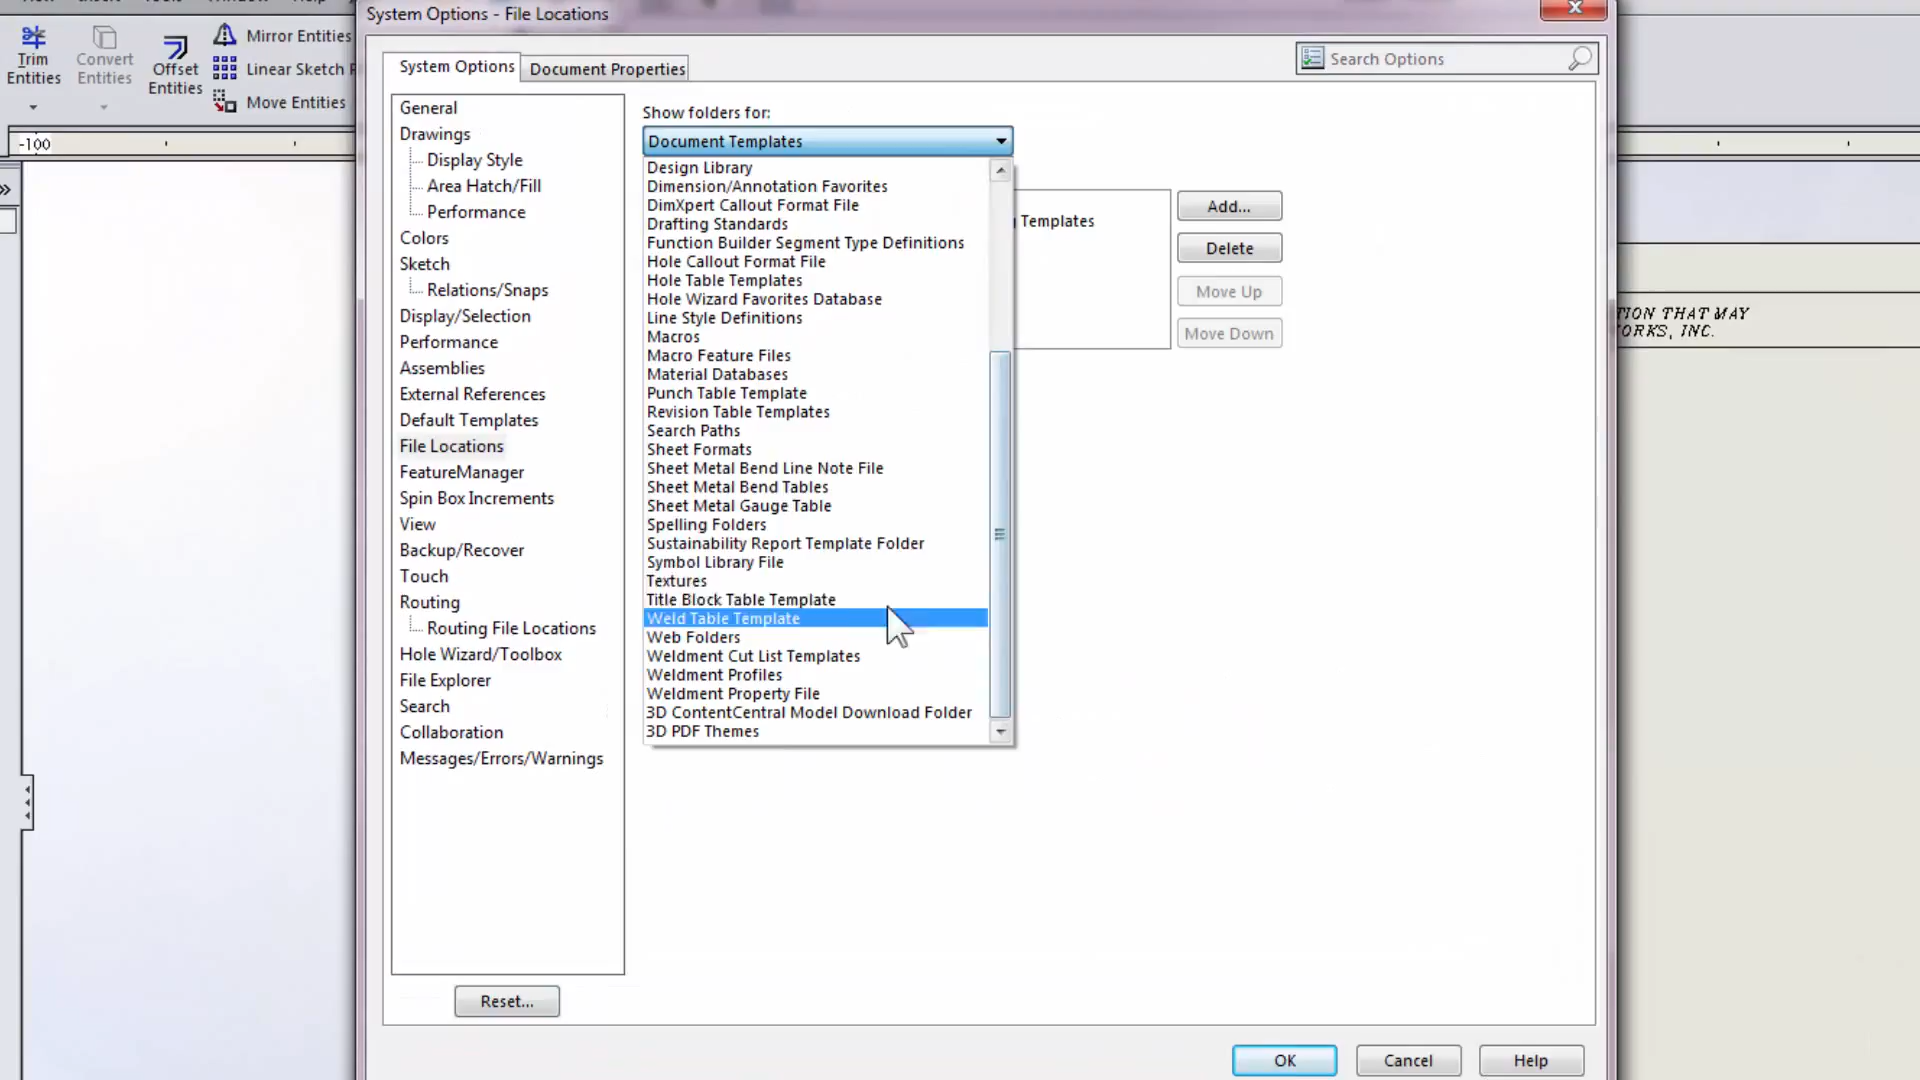 System Options - File Locations
Trim Entities
Convert Entities
Offset Entities
Mirror Entities
Linear Sketch
Move Entities
-100
System Options
Document Properties
Search Options
General
Drawings
Display Style
Area Hatch/Fill
Performance
Colors
Sketch
Relations/Snaps
Display/Selection
Performance
Assemblies
External References
Default Templates
File Locations
FeatureManager
Spin Box Increments
View
Backup/Recover
Touch
Routing
Routing File Locations
Hole Wizard/Toolbox
File Explorer
Search
Collaboration
Messages/Errors/Warnings
Reset...
Show folders for:
Document Templates
Design Library
Dimension/Annotation Favorites
DimXpert Callout Format File
Drafting Standards
Function Builder Segment Type Definitions
Hole Callout Format File
Hole Table Templates
Hole Wizard Favorites Database
Line Style Definitions
Macros
Macro Feature Files
Material Databases
Punch Table Template
Revision Table Templates
Search Paths
Sheet Formats
Sheet Metal Bend Line Note File
Sheet Metal Bend Tables
Sheet Metal Gauge Table
Spelling Folders
Sustainability Report Template Folder
Symbol Library File
Textures
Title Block Table Template
Weld Table Template
Web Folders
Weldment Cut List Templates
Weldment Profiles
Weldment Property File
3D ContentCentral Model Download Folder
3D PDF Themes
Templates
Add...
Delete
Move Up
Move Down
TION THAT MAY
ORKS, INC.
OK
Cancel
Help